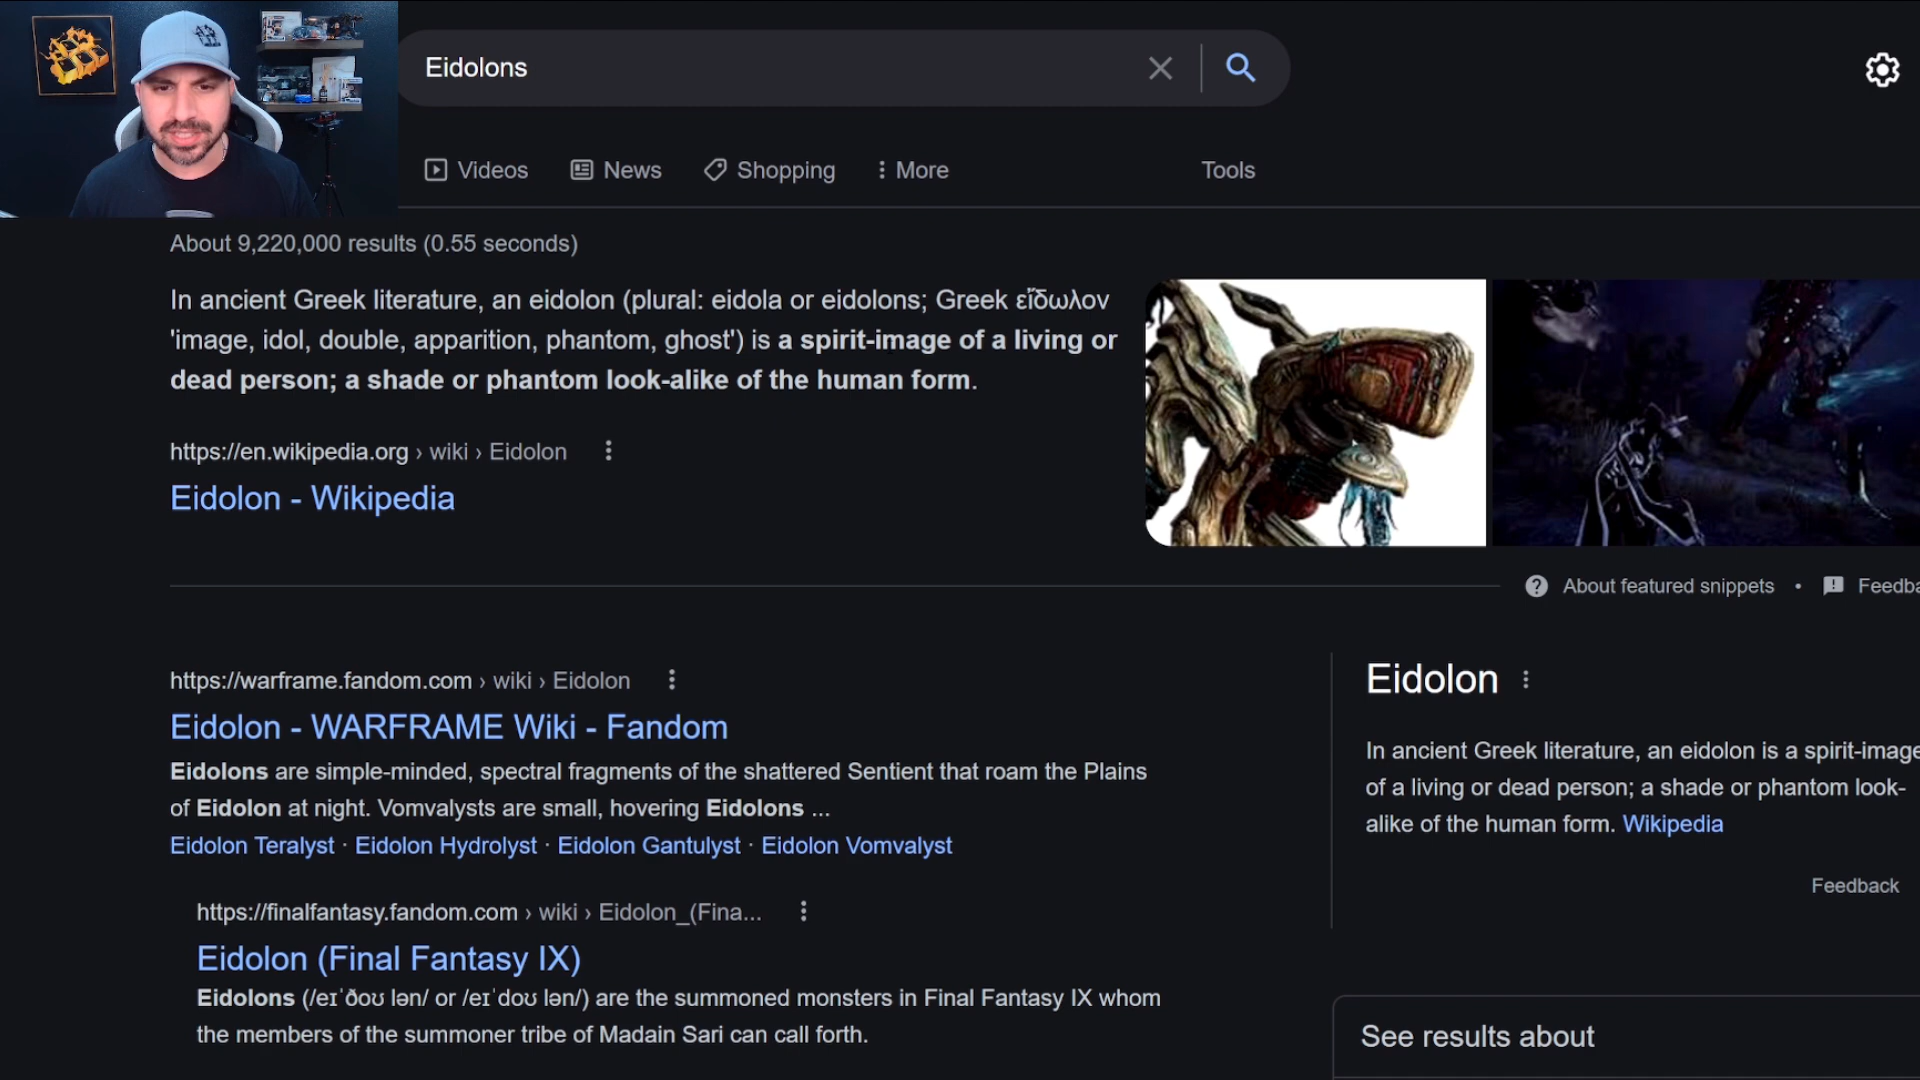 Eidolons
Videos
News
Shopping
More
Tools
About 9,220,000 results (0.55 seconds)
In ancient Greek literature, an eidolon (plural: eidola or eidolons; Greek εἴδωλον
'image, idol, double, apparition, phantom, ghost') is a spirit-image of a living or
dead person; a shade or phantom look-alike of the human form.
https://en.wikipedia.org › wiki › Eidolon
Eidolon - Wikipedia
About featured snippets
•
Feedba
https://warframe.fandom.com › wiki › Eidolon
Eidolon - WARFRAME Wiki - Fandom
Eidolons are simple-minded, spectral fragments of the shattered Sentient that roam the Plains
of Eidolon at night. Vomvalysts are small, hovering Eidolons ...
Eidolon Teralyst · Eidolon Hydrolyst · Eidolon Gantulyst · Eidolon Vomvalyst
https://finalfantasy.fandom.com › wiki › Eidolon_(Fina...
Eidolon (Final Fantasy IX)
Eidolons (/eɪˈðoʊ lən/ or /eɪˈdoʊ lən/) are the summoned monsters in Final Fantasy IX whom
the members of the summoner tribe of Madain Sari can call forth.
Eidolon
In ancient Greek literature, an eidolon is a spirit-image
of a living or dead person; a shade or phantom look-
alike of the human form. Wikipedia
Feedback
See results about